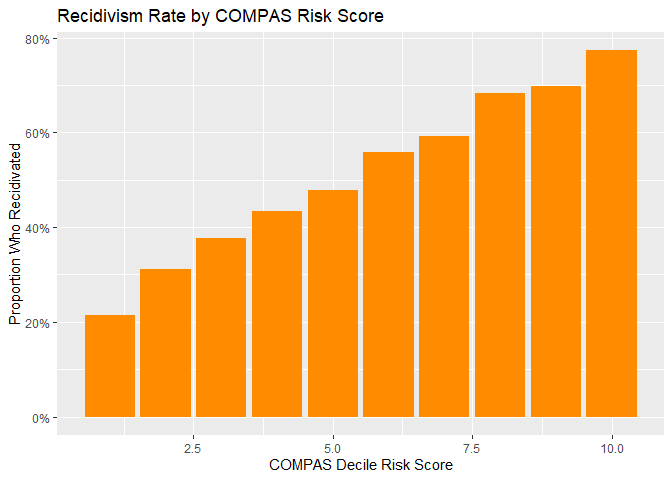 Recidivism Rate by COMPAS Risk Score
Proportion Who Recidivated
80%
60%
40%
20%
0%
2.5 5.0 7.5 10.0
COMPAS Decile Risk Score